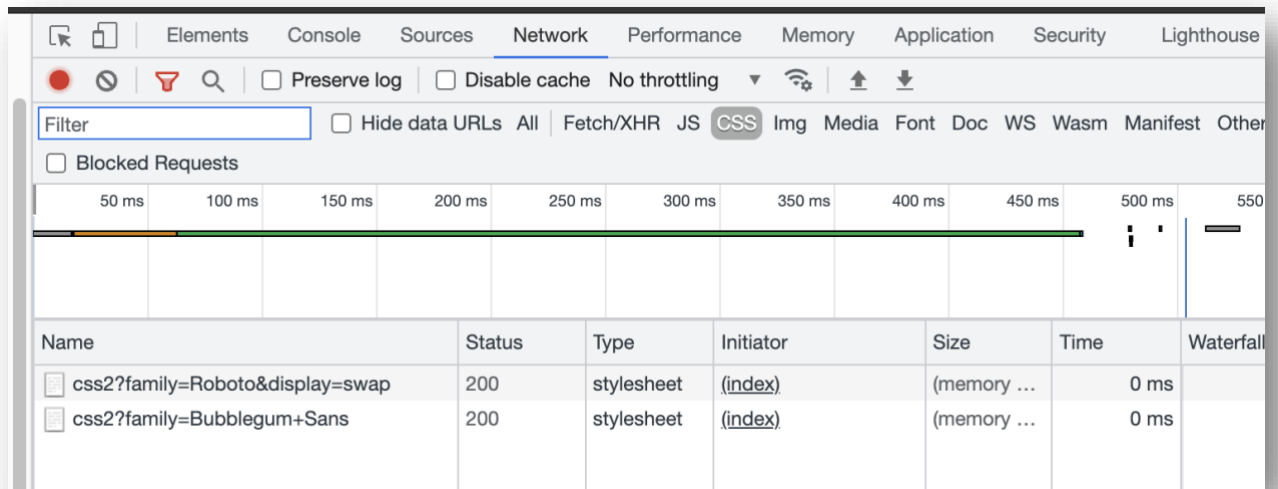 Elements Console Sources Network Performance Memory Application Security Lighthouse
Preserve log Disable cache No throttling
Filter Hide data URLs All Fetch/XHR JS CSS Img Media Font Doc WS Wasm Manifest Other
Blocked Requests
50 ms 100 ms 150 ms 200 ms 250 ms 300 ms 350 ms 400 ms 450 ms 500 ms 550
Name Status Type Initiator Size Time Waterfall
css2?family=Roboto&display=swap 200 stylesheet (index) (memory … 0 ms
css2?family=Bubblegum+Sans 200 stylesheet (index) (memory … 0 ms